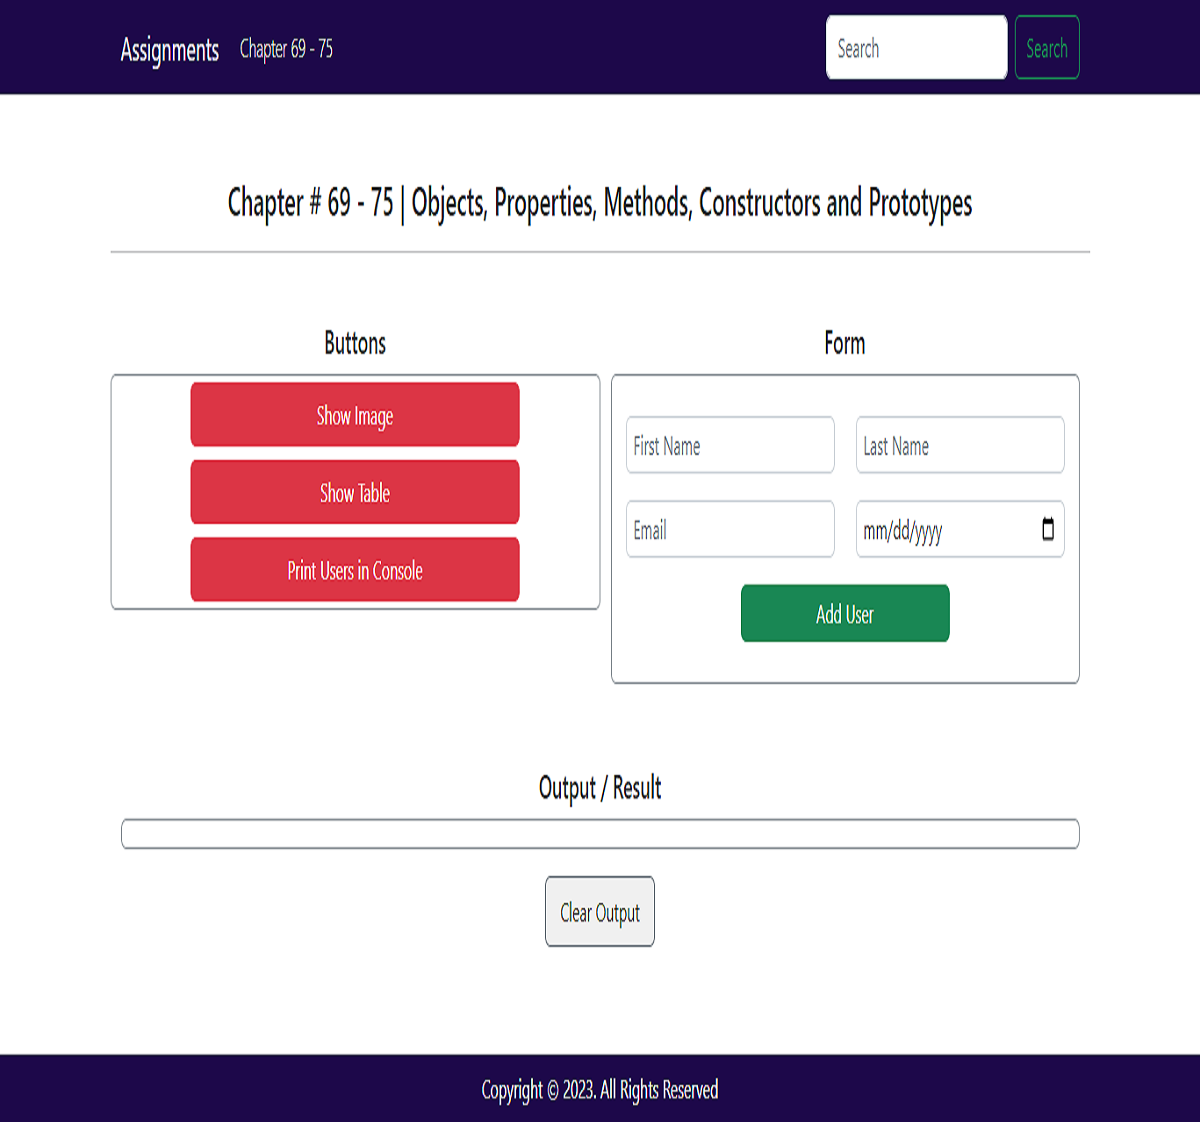 Assignments Chapter 69 - 75 Search Search
Chapter # 69 - 75 | Objects, Properties, Methods, Constructors and Prototypes
Buttons
Show Image
Show Table
Print Users in Console
Form
First Name Last Name
Email mm/dd/yyyy
Add User
Output / Result
Clear Output
Copyright © 2023. All Rights Reserved